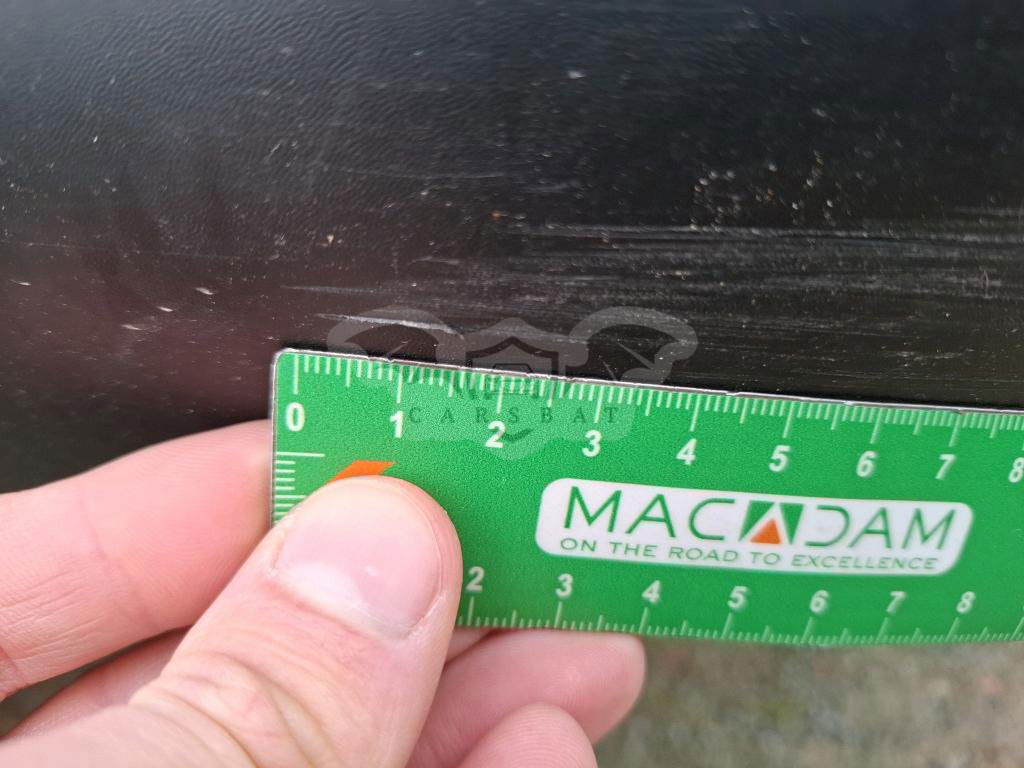 CARSBAT
0 1 2 3 4 5 6 7 8
MACADAM
ON THE ROAD TO EXCELLENCE
2 3 4 5 6 7 8